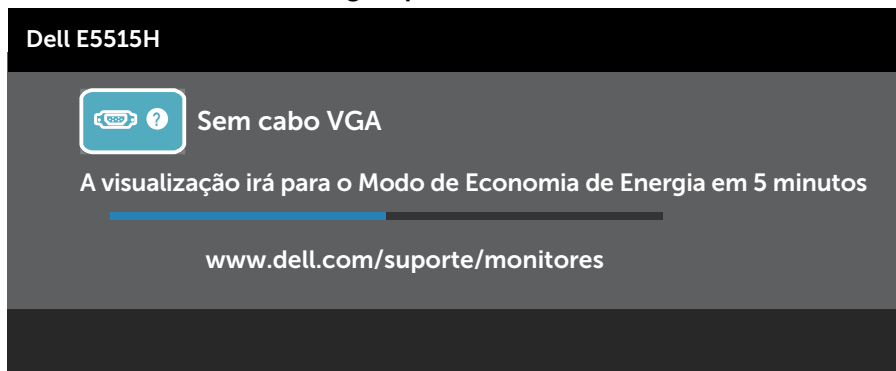 Dell E5515H
Sem cabo VGA
A visualização irá para o Modo de Economia de Energia em 5 minutos
www.dell.com/suporte/monitores